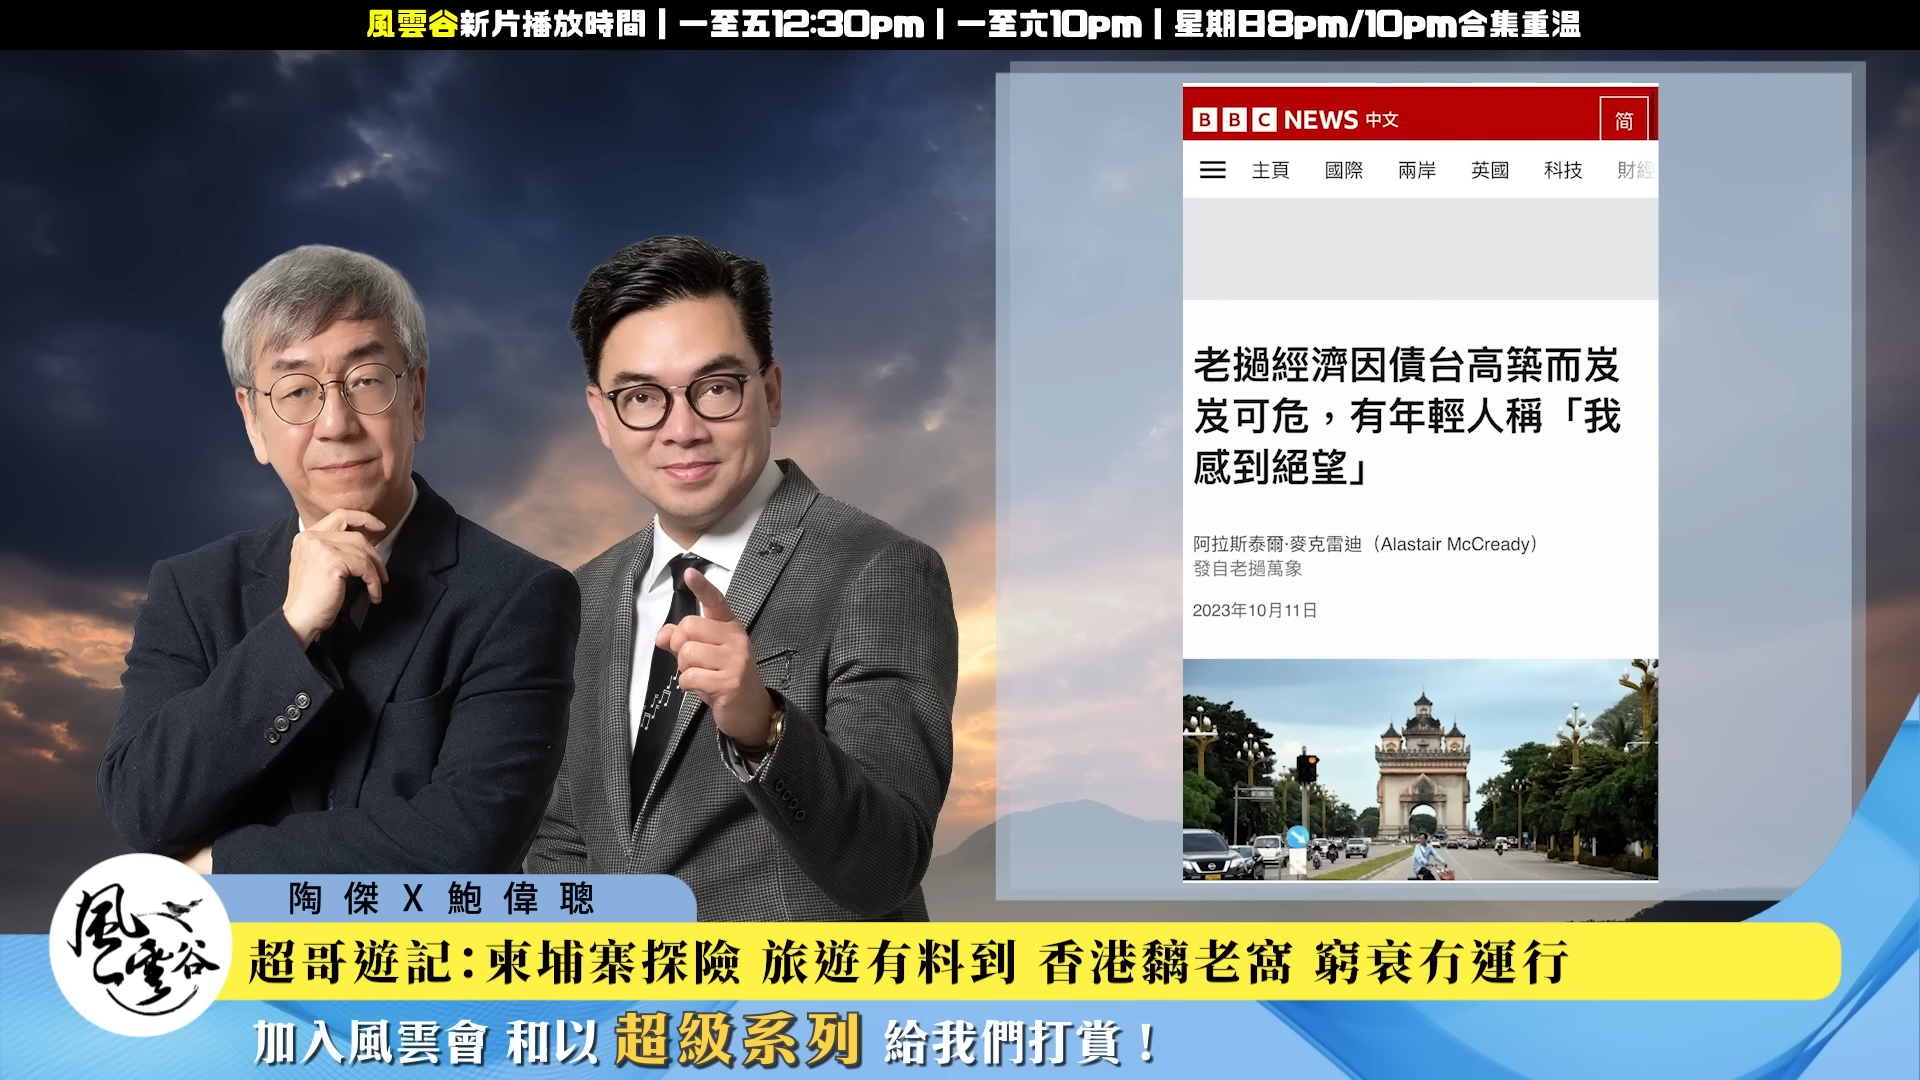 風雲谷新片播放時間 | 一至五12:30pm | 一至六10pm | 星期日8pm/10pm合集重溫
BBC NEWS 中文
简
主頁 國際 兩岸 英國 科技 財經
老撾經濟因債台高築而岌
岌可危，有年輕人稱「我
感到絕望」
阿拉斯泰爾·麥克雷迪（Alastair McCready）
發自老撾萬象
2023年10月11日
陶傑 X 鮑偉聰
風雲谷
超哥遊記：柬埔寨探險 旅遊有料到 香港黐老窩 窮衰冇運行
加入風雲會 和以 超級系列 給我們打賞！